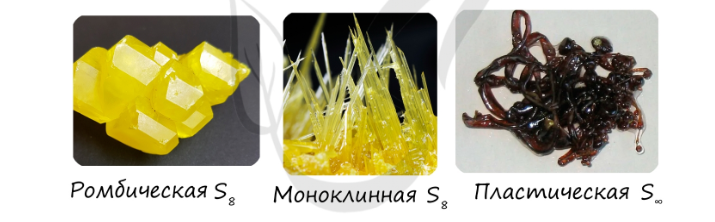 Ромбическая S₈
Моноклинная S₈
Пластическая S∞